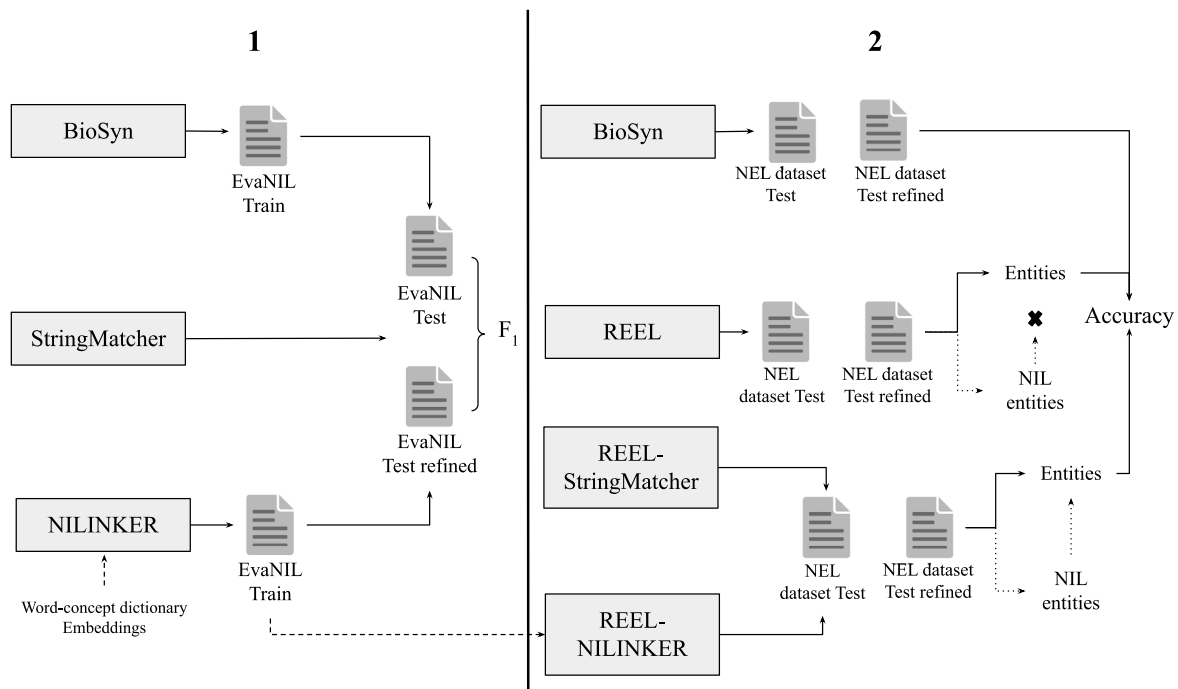 1
BioSyn
EvaNIL
Train
EvaNIL
Test
StringMatcher
F1
EvaNIL
Test refined
NILINKER
EvaNIL
Train
Word-concept dictionary
Embeddings
2
BioSyn
NEL dataset
Test
NEL dataset
Test refined
Entities
REEL
Accuracy
NEL
dataset Test
NEL dataset
Test refined
NIL
entities
REEL-
StringMatcher
Entities
NEL
dataset Test
NEL dataset
Test refined
NIL
entities
REEL-
NILINKER